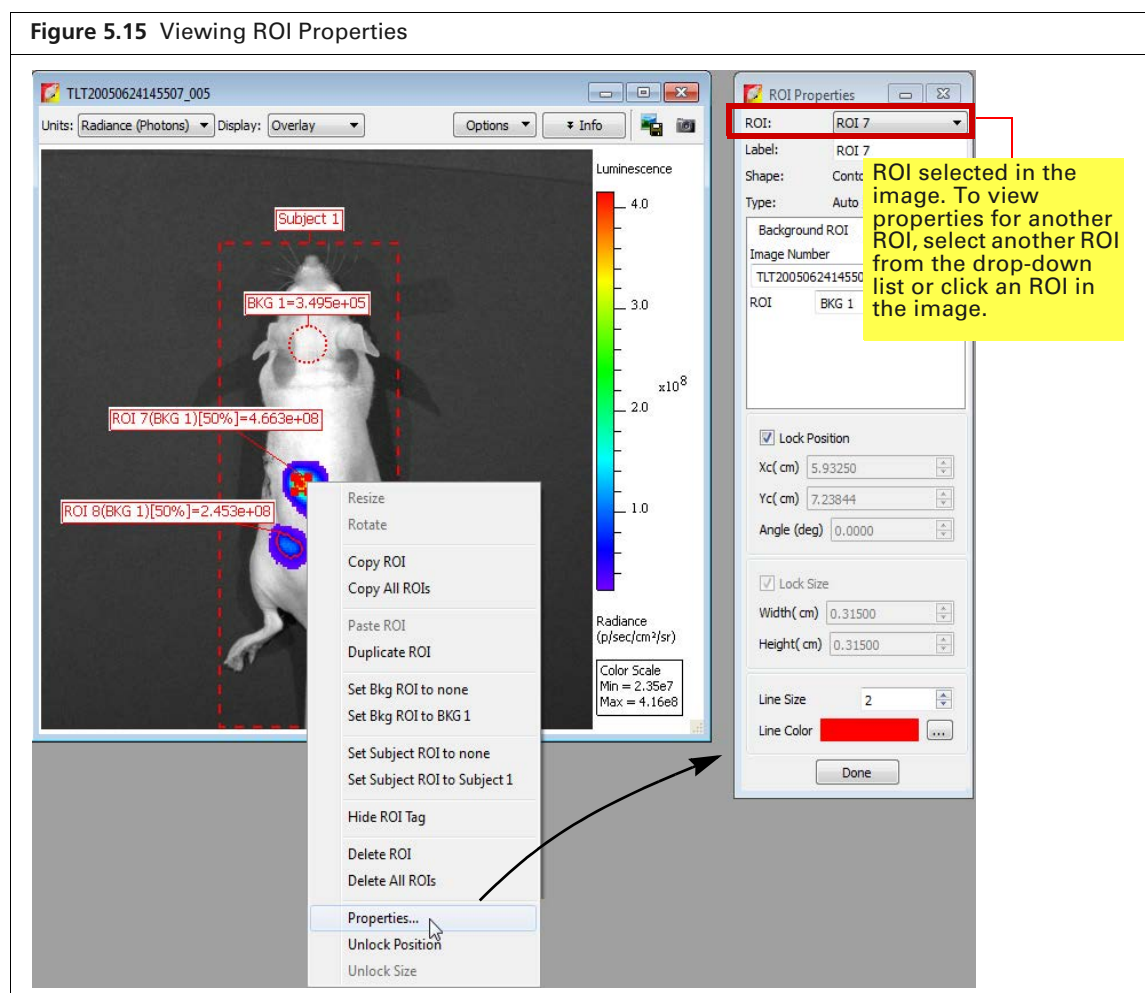 Figure 5.15 Viewing ROI Properties
TLT20050624145507_005
Units: Radiance (Photons) Display: Overlay Options Info
Luminescence
4.0
3.0
x10⁸
2.0
1.0
Radiance
(p/sec/cm²/sr)
Color Scale
Min = 2.35e7
Max = 4.16e8
Subject 1
BKG 1=3.495e+05
ROI 7(BKG 1)[50%]=4.663e+08
ROI 8(BKG 1)[50%]=2.453e+08
Resize
Rotate
Copy ROI
Copy All ROIs
Paste ROI
Duplicate ROI
Set Bkg ROI to none
Set Bkg ROI to BKG 1
Set Subject ROI to none
Set Subject ROI to Subject 1
Hide ROI Tag
Delete ROI
Delete All ROIs
Properties...
Unlock Position
Unlock Size
ROI Properties
ROI: ROI 7
Label: ROI 7
Shape:
Type: Auto
Background ROI
Image Number
ROI BKG 1
ROI selected in the
image. To view
properties for another
ROI, select another ROI
from the drop-down
list or click an ROI in
the image.
Lock Position
Xc( cm) 5.93250
Yc( cm) 7.23844
Angle (deg) 0.0000
Lock Size
Width( cm) 0.31500
Height( cm) 0.31500
Line Size 2
Line Color ...
Done